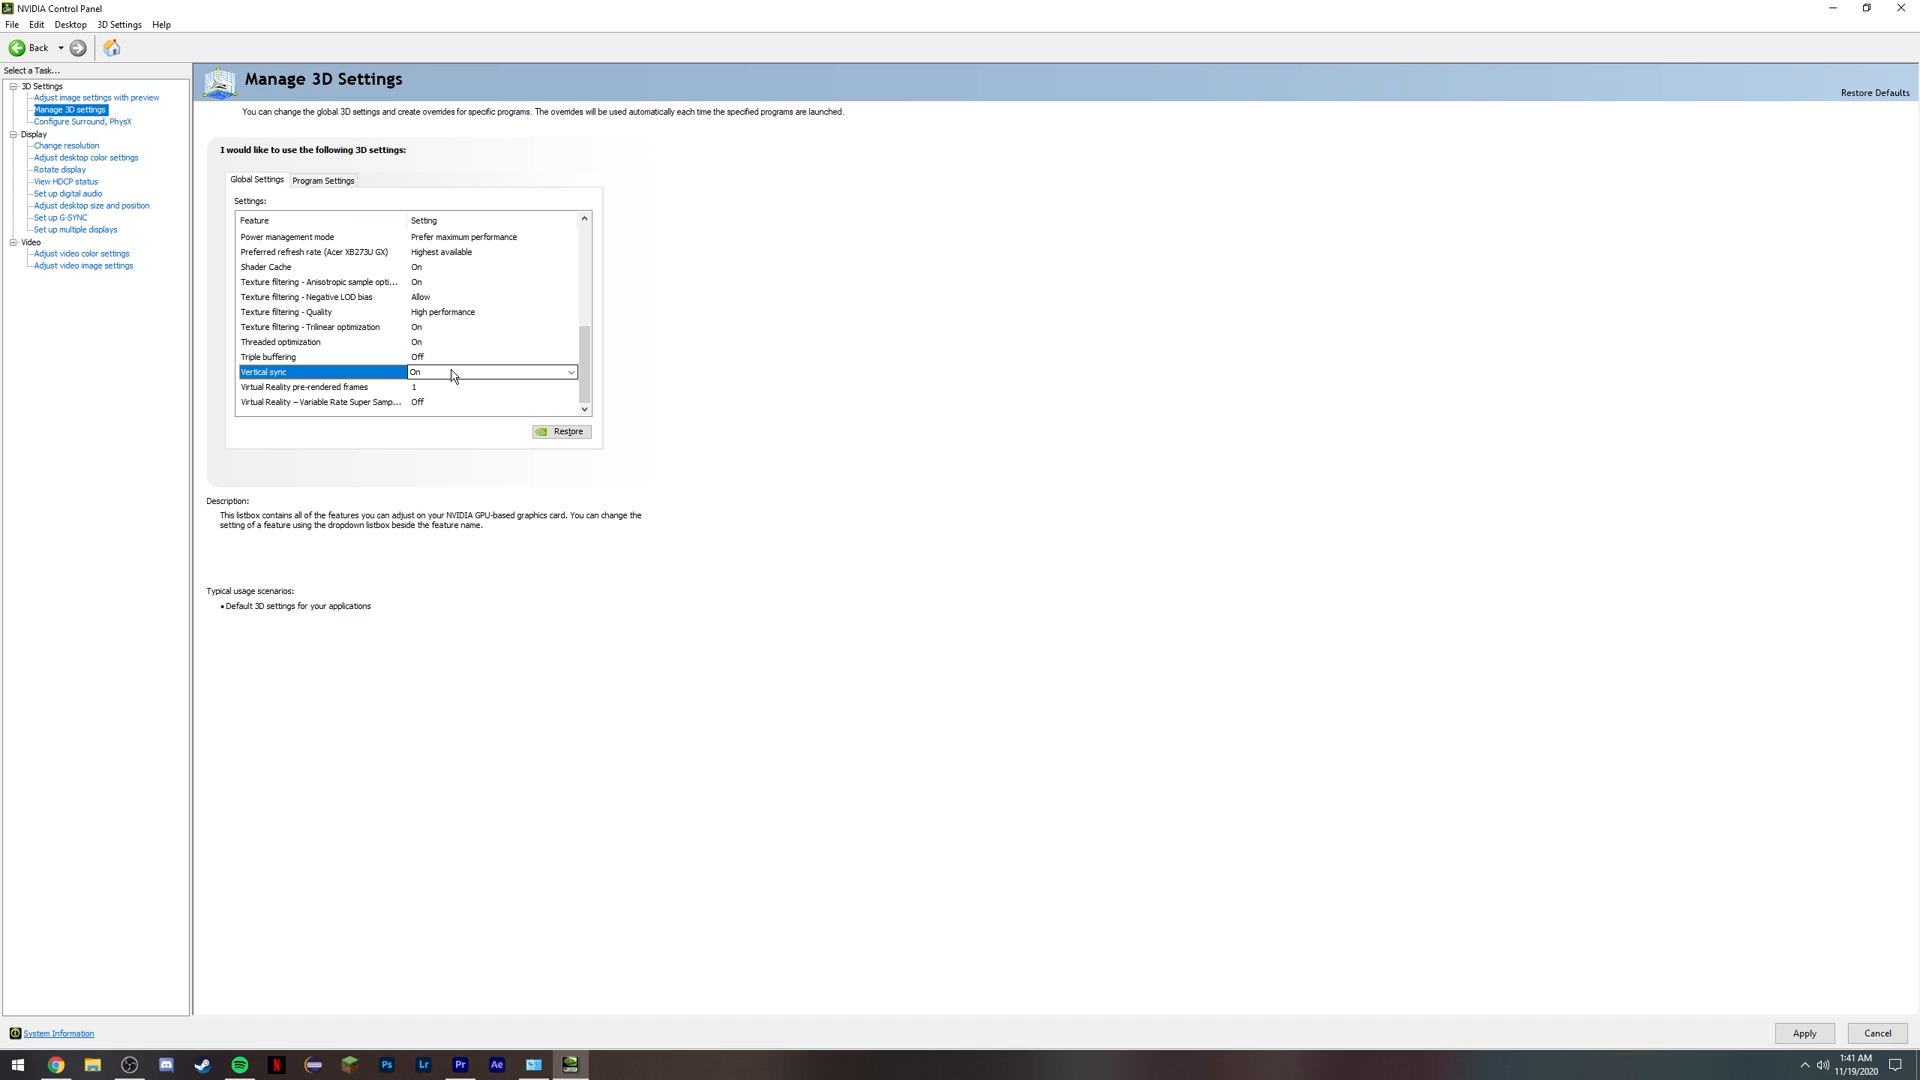 NVIDIA Control Panel
File Edit Desktop 3D Settings Help
Back
Select a Task...
3D Settings
Adjust image settings with preview
Manage 3D settings
Configure Surround, PhysX
Display
Change resolution
Adjust desktop color settings
Rotate display
View HDCP status
Set up digital audio
Adjust desktop size and position
Set up G-SYNC
Set up multiple displays
Video
Adjust video color settings
Adjust video image settings
Manage 3D Settings
Restore Defaults
You can change the global 3D settings and create overrides for specific programs. The overrides will be used automatically each time the specified programs are launched.
I would like to use the following 3D settings:
Global Settings Program Settings
Settings:
Feature Setting
Power management mode Prefer maximum performance
Preferred refresh rate (Acer XB273U GX) Highest available
Shader Cache On
Texture filtering - Anisotropic sample opti... On
Texture filtering - Negative LOD bias Allow
Texture filtering - Quality High performance
Texture filtering - Trilinear optimization On
Threaded optimization On
Triple buffering Off
Vertical sync On
Virtual Reality pre-rendered frames 1
Virtual Reality – Variable Rate Super Samp... Off
Restore
Description:
This listbox contains all of the features you can adjust on your NVIDIA GPU-based graphics card. You can change the
setting of a feature using the dropdown listbox beside the feature name.
Typical usage scenarios:
• Default 3D settings for your applications
System Information
Apply Cancel
N Ps Lr Pr Ae
1:41 AM
11/19/2020